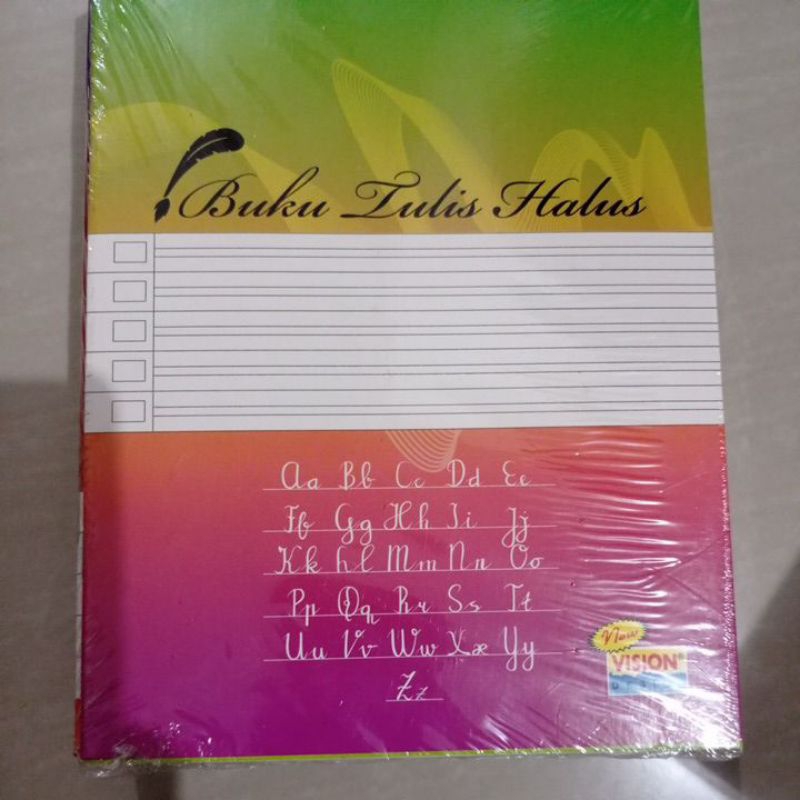 Buku Tulis Halus
Aa Bb Cc Dd Ee
Ff Gg Hh Ii Jj
Kk Ll Mm Nn Oo
Pp Qq Rr Ss Tt
Uu Vv Ww Xx Yy
Zz
New
VISION